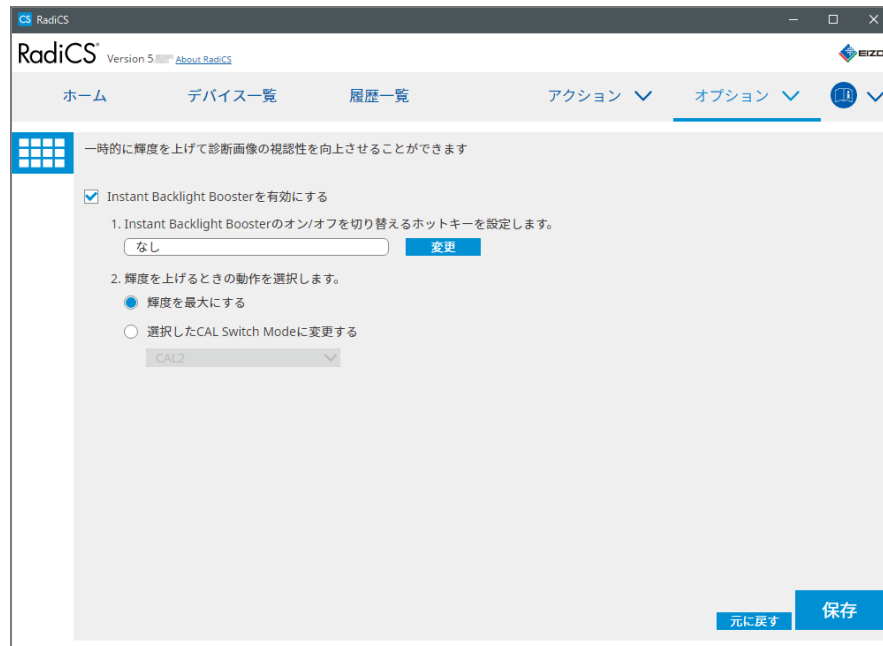 CS RadiCS
RadiCS® Version 5. About RadiCS EIZO
ホーム デバイス一覧 履歴一覧 アクション オプション
一時的に輝度を上げて診断画像の視認性を向上させることができます
Instant Backlight Boosterを有効にする
1. Instant Backlight Boosterのオン/オフを切り替えるホットキーを設定します。
なし 変更
2. 輝度を上げるときの動作を選択します。
輝度を最大にする
選択したCAL Switch Modeに変更する
CAL2
元に戻す 保存